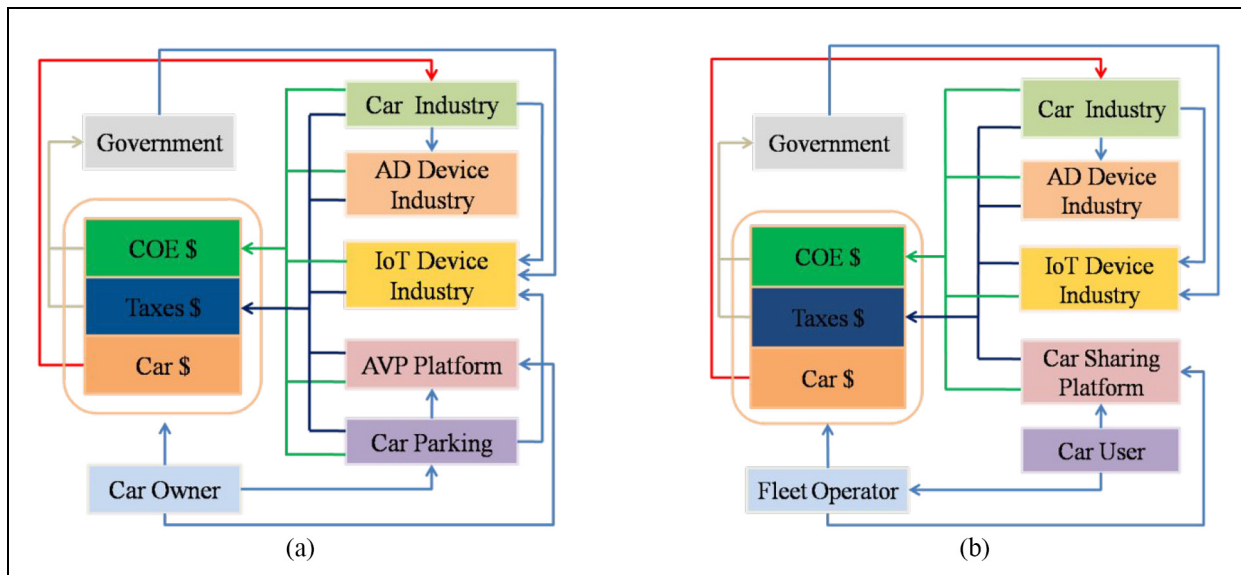 Car Industry
Government
AD Device
Industry
COE $
IoT Device
Industry
Taxes $
Car $
AVP Platform
Car Parking
Car Owner
(a)
Car Industry
Government
AD Device
Industry
COE $
IoT Device
Industry
Taxes $
Car $
Car Sharing
Platform
Car User
Fleet Operator
(b)